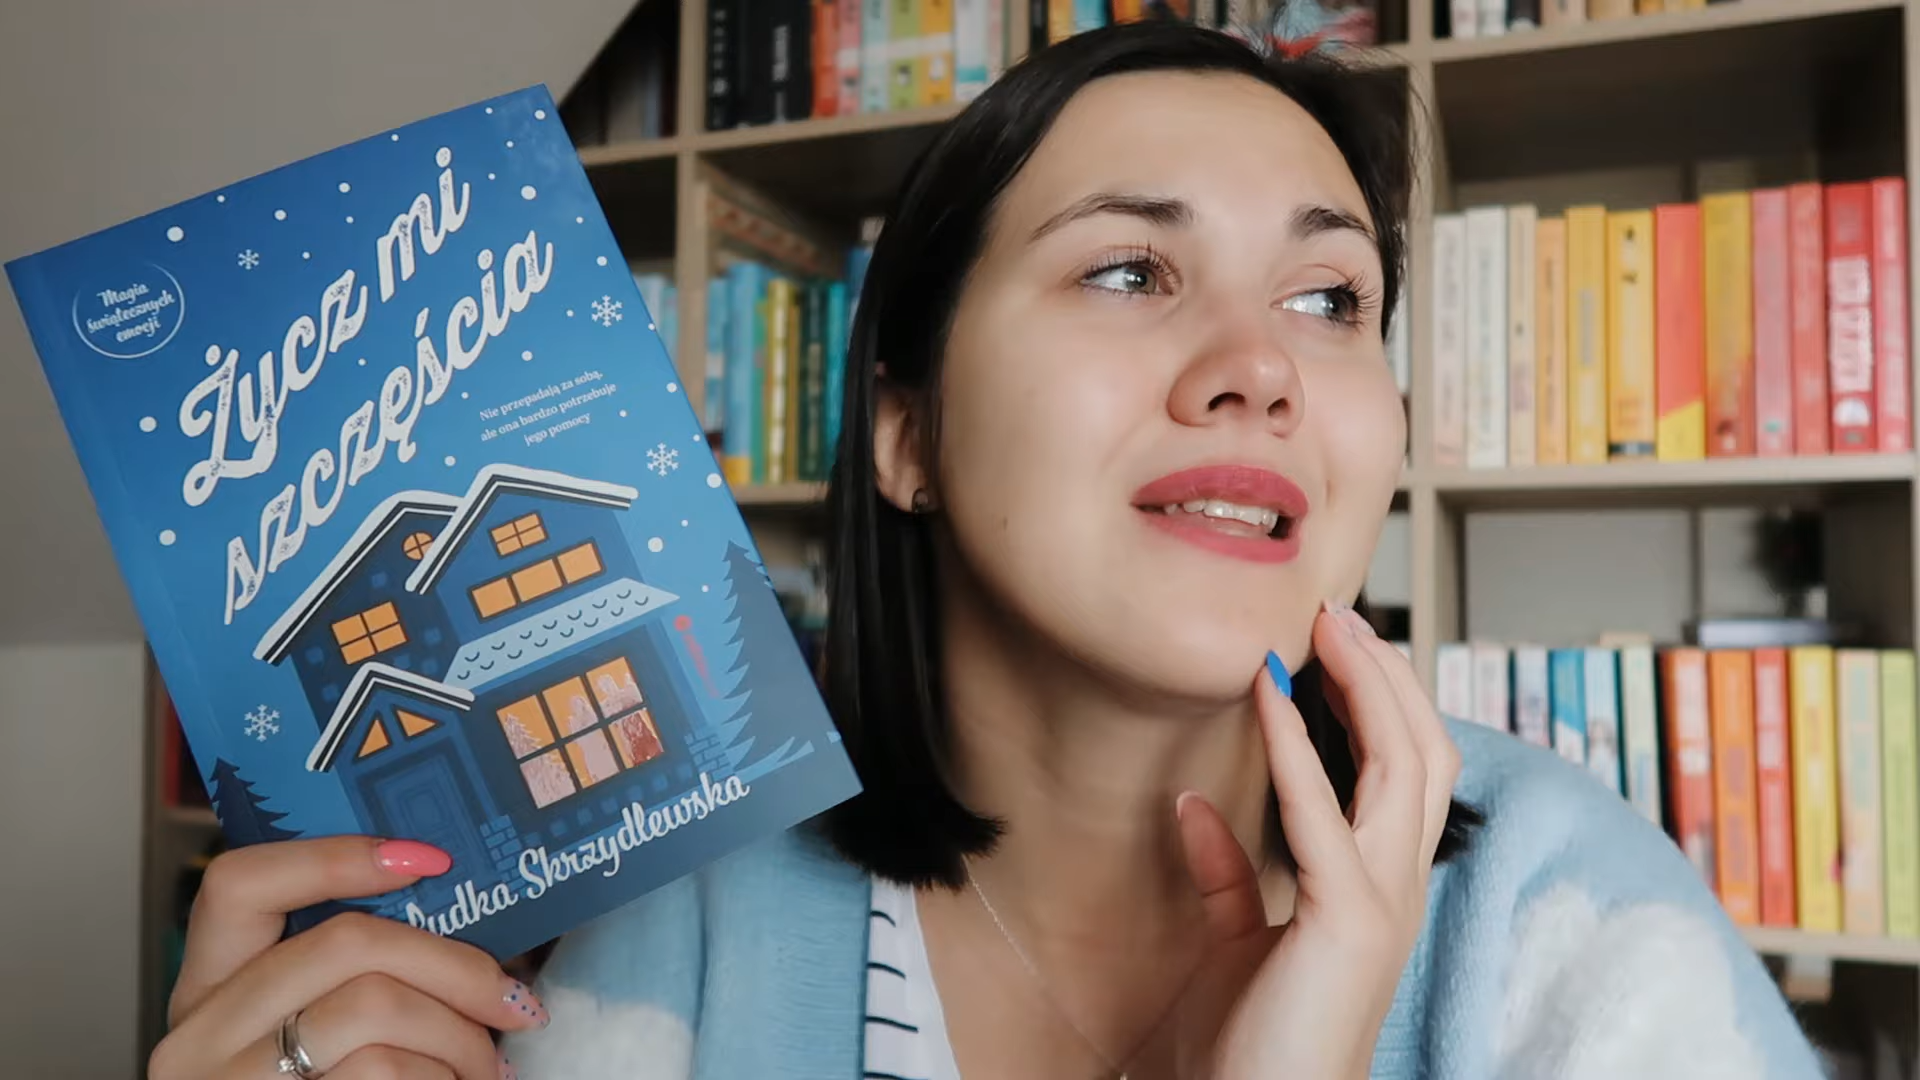 Magia
świątecznych
emocji
Życz mi
szczęścia
Nie przepadają za sobą,
ale ona bardzo potrzebuje
jego pomocy
Ludka Skrzydlewska